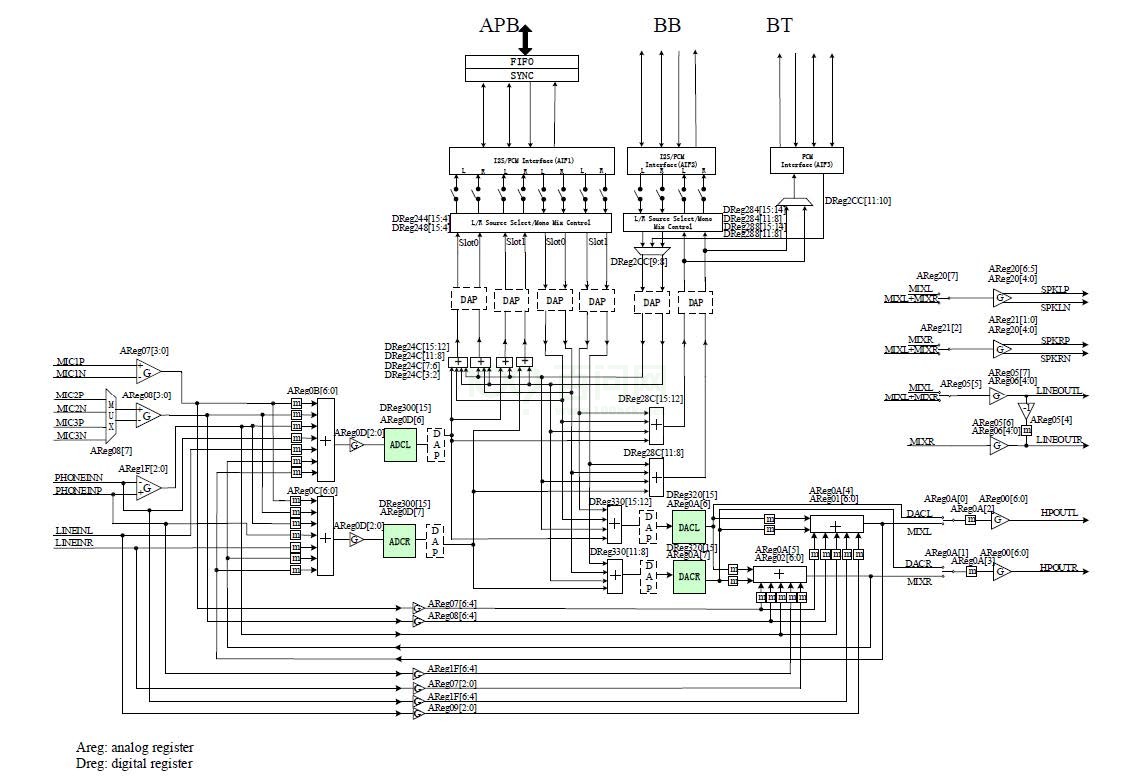 APB BB BT
FIFO
SYNC
I2S/PCM Interface(AIF1)
L R L R L R L R
I2S/PCM
Interface(AIF2)
L R L R
PCM
Interface(AIF3)
DReg244[15:4]
DReg248[15:4]
L/R Source Select/Mono Mix Control
L/R Source Select/Mono
Mix Control
DReg284[15:14]
DReg284[11:8]
DReg288[15:14]
DReg288[11:8]
DReg2CC[11:10]
Slot0 Slot1 Slot0 Slot1
DReg2CC[9:8]
DAP DAP DAP DAP DAP DAP
DReg24C[15:12]
DReg24C[11:8]
DReg24C[7:6]
DReg24C[3:2]
AReg07[3:0]
MIC1P
MIC1N
G
MIC2P
MIC2N
MIC3P
MIC3N
MUX
AReg08[3:0]
G
AReg08[7]
AReg1F[2:0]
PHONEINN
PHONEINP
G
LINEINL
LINEINR
AReg0B[6:0]
AReg0D[2:0]
G
DReg300[15]
AReg0D[6]
ADCL
DAP
AReg0C[6:0]
AReg0D[2:0]
G
DReg300[15]
AReg0D[7]
ADCR
DAP
DReg28C[15:12]
DReg28C[11:8]
DReg330[15:12]
DAP
DReg320[15]
AReg0A[6]
DACL
DReg330[11:8]
DAP
DReg320[15]
AReg0A[7]
DACR
AReg0A[4]
AReg01[6:0]
AReg0A[5]
AReg02[6:0]
AReg20[7]
MIXL
MIXL+MIXR
AReg20[6:5]
AReg20[4:0]
G
SPKLP
SPKLN
AReg21[2]
MIXR
MIXL+MIXR
AReg21[1:0]
AReg20[4:0]
G
SPKRP
SPKRN
MIXL
MIXL+MIXR
AReg05[5]
AReg05[7]
AReg06[4:0]
G
LINEOUTL
-1
AReg05[4]
m
MIXR
AReg05[6]
AReg06[4:0]
G
LINEOUTR
DACL
MIXL
AReg0A[0]
AReg0A[2]
m
AReg00[6:0]
G
HPOUTL
DACR
MIXR
AReg0A[1]
AReg0A[3]
m
AReg00[6:0]
G
HPOUTR
G AReg07[6:4]
G AReg08[6:4]
G AReg1F[6:4]
G AReg07[2:0]
G AReg1F[6:4]
G AReg09[2:0]
Areg: analog register
Dreg: digital register